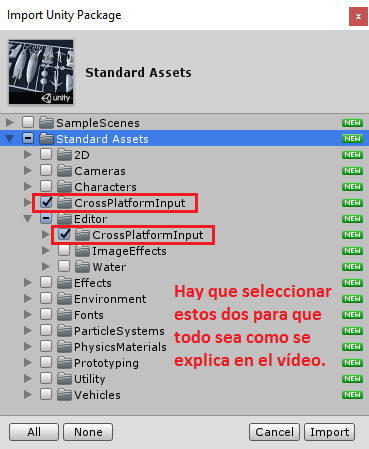 Import Unity Package
x
unity
Standard Assets
SampleScenes NEW
Standard Assets NEW
2D NEW
Cameras NEW
Characters NEW
CrossPlatformInput NEW
Editor NEW
CrossPlatformInput NEW
ImageEffects NEW
Water NEW
Effects NEW
Environment NEW
Fonts NEW
ParticleSystems NEW
PhysicsMaterials NEW
Prototyping NEW
Utility NEW
Vehicles NEW
Hay que seleccionar
estos dos para que
todo sea como se
explica en el vídeo.
All None Cancel Import